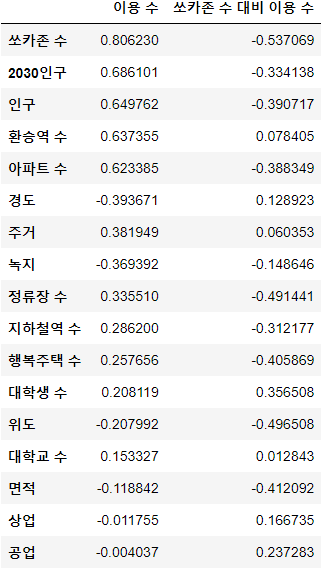 이용 수 쏘카존 수 대비 이용 수
쏘카존 수 0.806230 -0.537069
2030인구 0.686101 -0.334138
인구 0.649762 -0.390717
환승역 수 0.637355 0.078405
아파트 수 0.623385 -0.388349
경도 -0.393671 0.128923
주거 0.381949 0.060353
녹지 -0.369392 -0.148646
정류장 수 0.335510 -0.491441
지하철역 수 0.286200 -0.312177
행복주택 수 0.257656 -0.405869
대학생 수 0.208119 0.356508
위도 -0.207992 -0.496508
대학교 수 0.153327 0.012843
면적 -0.118842 -0.412092
상업 -0.011755 0.166735
공업 -0.004037 0.237283